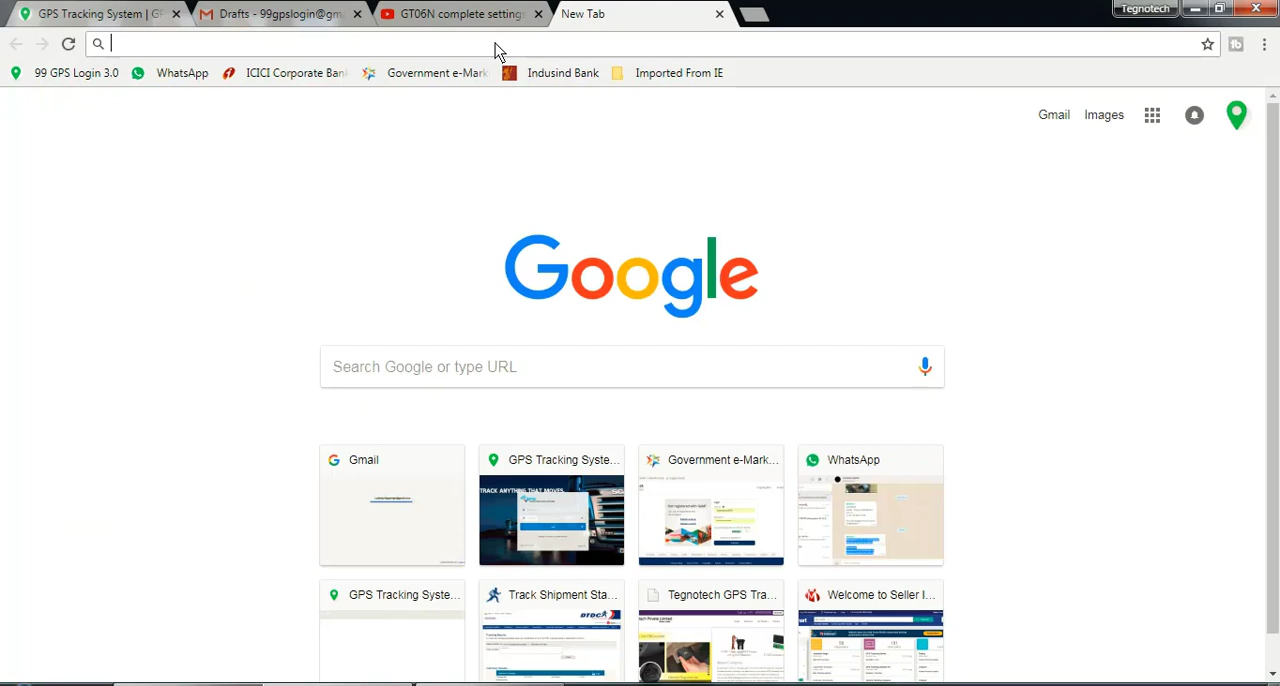 GPS Tracking System | GF
Drafts - 99gpslogin@gm
GT06N complete setting
New Tab
Tegnotech
99 GPS Login 3.0
WhatsApp
ICICI Corporate Ban
Government e-Mark
Indusind Bank
Imported From IE
Gmail
Images
Google
Search Google or type URL
Gmail
GPS Tracking Syste...
Government e-Mark...
WhatsApp
TRACK ANYTHING THAT MOVES
GPS Tracking Syste...
Track Shipment Sta...
Tegnotech GPS Tra...
Welcome to Seller I...
DTDC